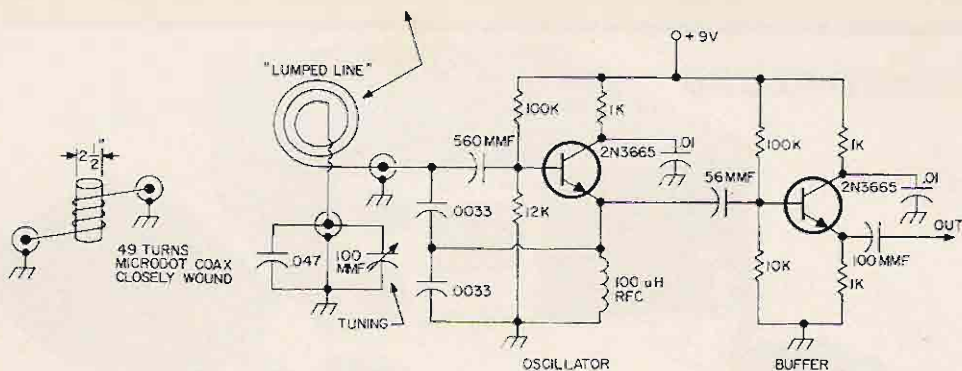 +9V
"LUMPED LINE"
100K
1K
560 MMF
2N3665
.01
100K
1K
2 1/2"
56 MMF
2N3665
.01
.0033
12K
OUT
49 TURNS
MICRODOT COAX
CLOSELY WOUND
.047
100
MMF
.0033
100 uH
RFC
10K
1K
100 MMF
TUNING
OSCILLATOR
BUFFER